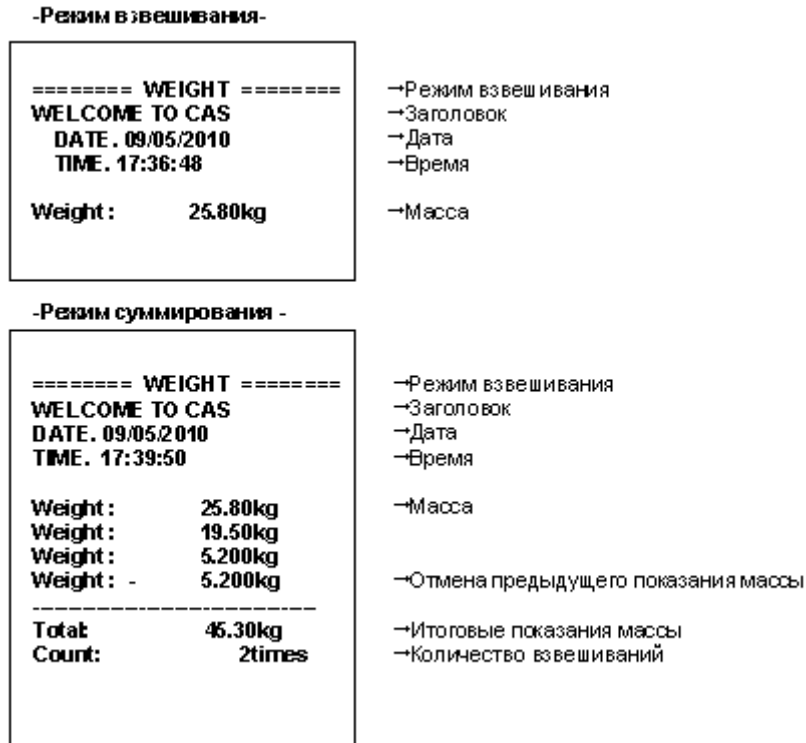 -Режим взвешивания-
======== WEIGHT ======== →Режим взвешивания
WELCOME TO CAS →Заголовок
DATE. 09/05/2010 →Дата
TIME. 17:36:48 →Время
Weight: 25.80kg →Масса
-Режим суммирования -
======== WEIGHT ======== →Режим взвешивания
WELCOME TO CAS →Заголовок
DATE. 09/05/2010 →Дата
TIME. 17:39:50 →Время
Weight: 25.80kg →Масса
Weight: 19.50kg
Weight: 5.200kg
Weight: - 5.200kg →Отмена предыдущего показания массы
------------------------
Total: 45.30kg →Итоговые показания массы
Count: 2times →Количество взвешиваний